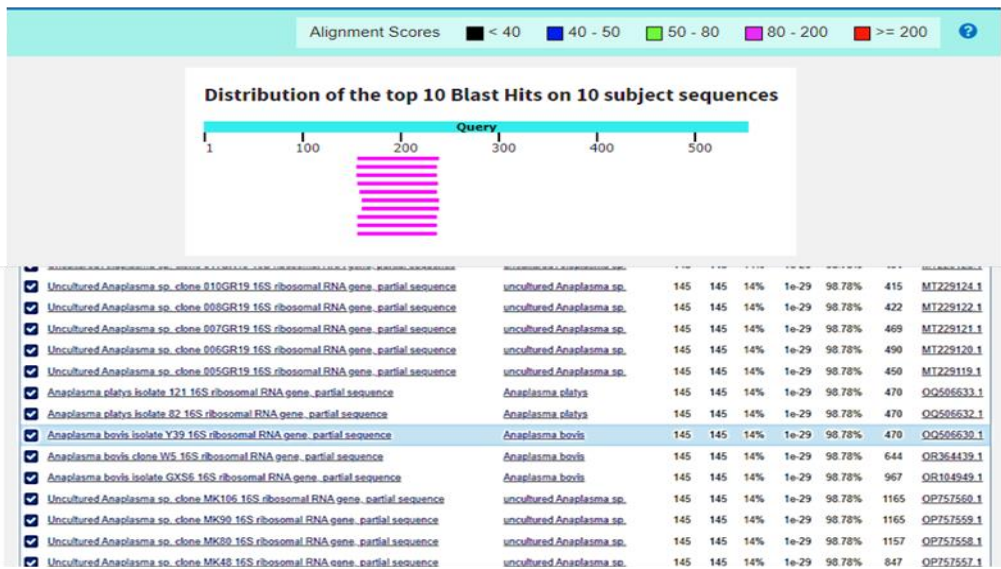 Alignment Scores < 40 40 - 50 50 - 80 80 - 200 >= 200 ?
Distribution of the top 10 Blast Hits on 10 subject sequences
Query
1 100 200 300 400 500
Uncultured Anaplasma sp. clone 010GR19 16S ribosomal RNA gene, partial sequence uncultured Anaplasma sp. 145 145 14% 1e-29 98.78% 415 MT229124.1
Uncultured Anaplasma sp. clone 008GR19 16S ribosomal RNA gene, partial sequence uncultured Anaplasma sp. 145 145 14% 1e-29 98.78% 422 MT229122.1
Uncultured Anaplasma sp. clone 007GR19 16S ribosomal RNA gene, partial sequence uncultured Anaplasma sp. 145 145 14% 1e-29 98.78% 469 MT229121.1
Uncultured Anaplasma sp. clone 006GR19 16S ribosomal RNA gene, partial sequence uncultured Anaplasma sp. 145 145 14% 1e-29 98.78% 490 MT229120.1
Uncultured Anaplasma sp. clone 005GR19 16S ribosomal RNA gene, partial sequence uncultured Anaplasma sp. 145 145 14% 1e-29 98.78% 450 MT229119.1
Anaplasma platys isolate 121 16S ribosomal RNA gene, partial sequence Anaplasma platys 145 145 14% 1e-29 98.78% 470 OQ506633.1
Anaplasma platys isolate 82 16S ribosomal RNA gene, partial sequence Anaplasma platys 145 145 14% 1e-29 98.78% 470 OQ506632.1
Anaplasma bovis isolate Y39 16S ribosomal RNA gene, partial sequence Anaplasma bovis 145 145 14% 1e-29 98.78% 470 OQ506630.1
Anaplasma bovis clone W5 16S ribosomal RNA gene, partial sequence Anaplasma bovis 145 145 14% 1e-29 98.78% 644 OR364439.1
Anaplasma bovis isolate GXS6 16S ribosomal RNA gene, partial sequence Anaplasma bovis 145 145 14% 1e-29 98.78% 967 OR104949.1
Uncultured Anaplasma sp. clone MK106 16S ribosomal RNA gene, partial sequence uncultured Anaplasma sp. 145 145 14% 1e-29 98.78% 1165 OP757560.1
Uncultured Anaplasma sp. clone MK90 16S ribosomal RNA gene, partial sequence uncultured Anaplasma sp. 145 145 14% 1e-29 98.78% 1165 OP757559.1
Uncultured Anaplasma sp. clone MK80 16S ribosomal RNA gene, partial sequence uncultured Anaplasma sp. 145 145 14% 1e-29 98.78% 1157 OP757558.1
Uncultured Anaplasma sp. clone MK48 16S ribosomal RNA gene, partial sequence uncultured Anaplasma sp. 145 145 14% 1e-29 98.78% 847 OP757557.1